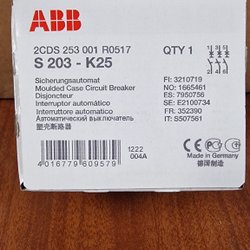 ABB
2CDS 253 001 R0517 QTY 1
S 203 - K25
Sicherungsautomat FI: 3210719
Moulded Case Circuit Breaker NO: 1665461
Disjoncteur ES: 7950756
Interruptor automático SE: E2100734
Interruttore automatico FR: 352390
Автоматический выключатель IT: S507561
塑壳断路器
Made in Germany
德国制造
1222
004A
4 016779 609579
CE